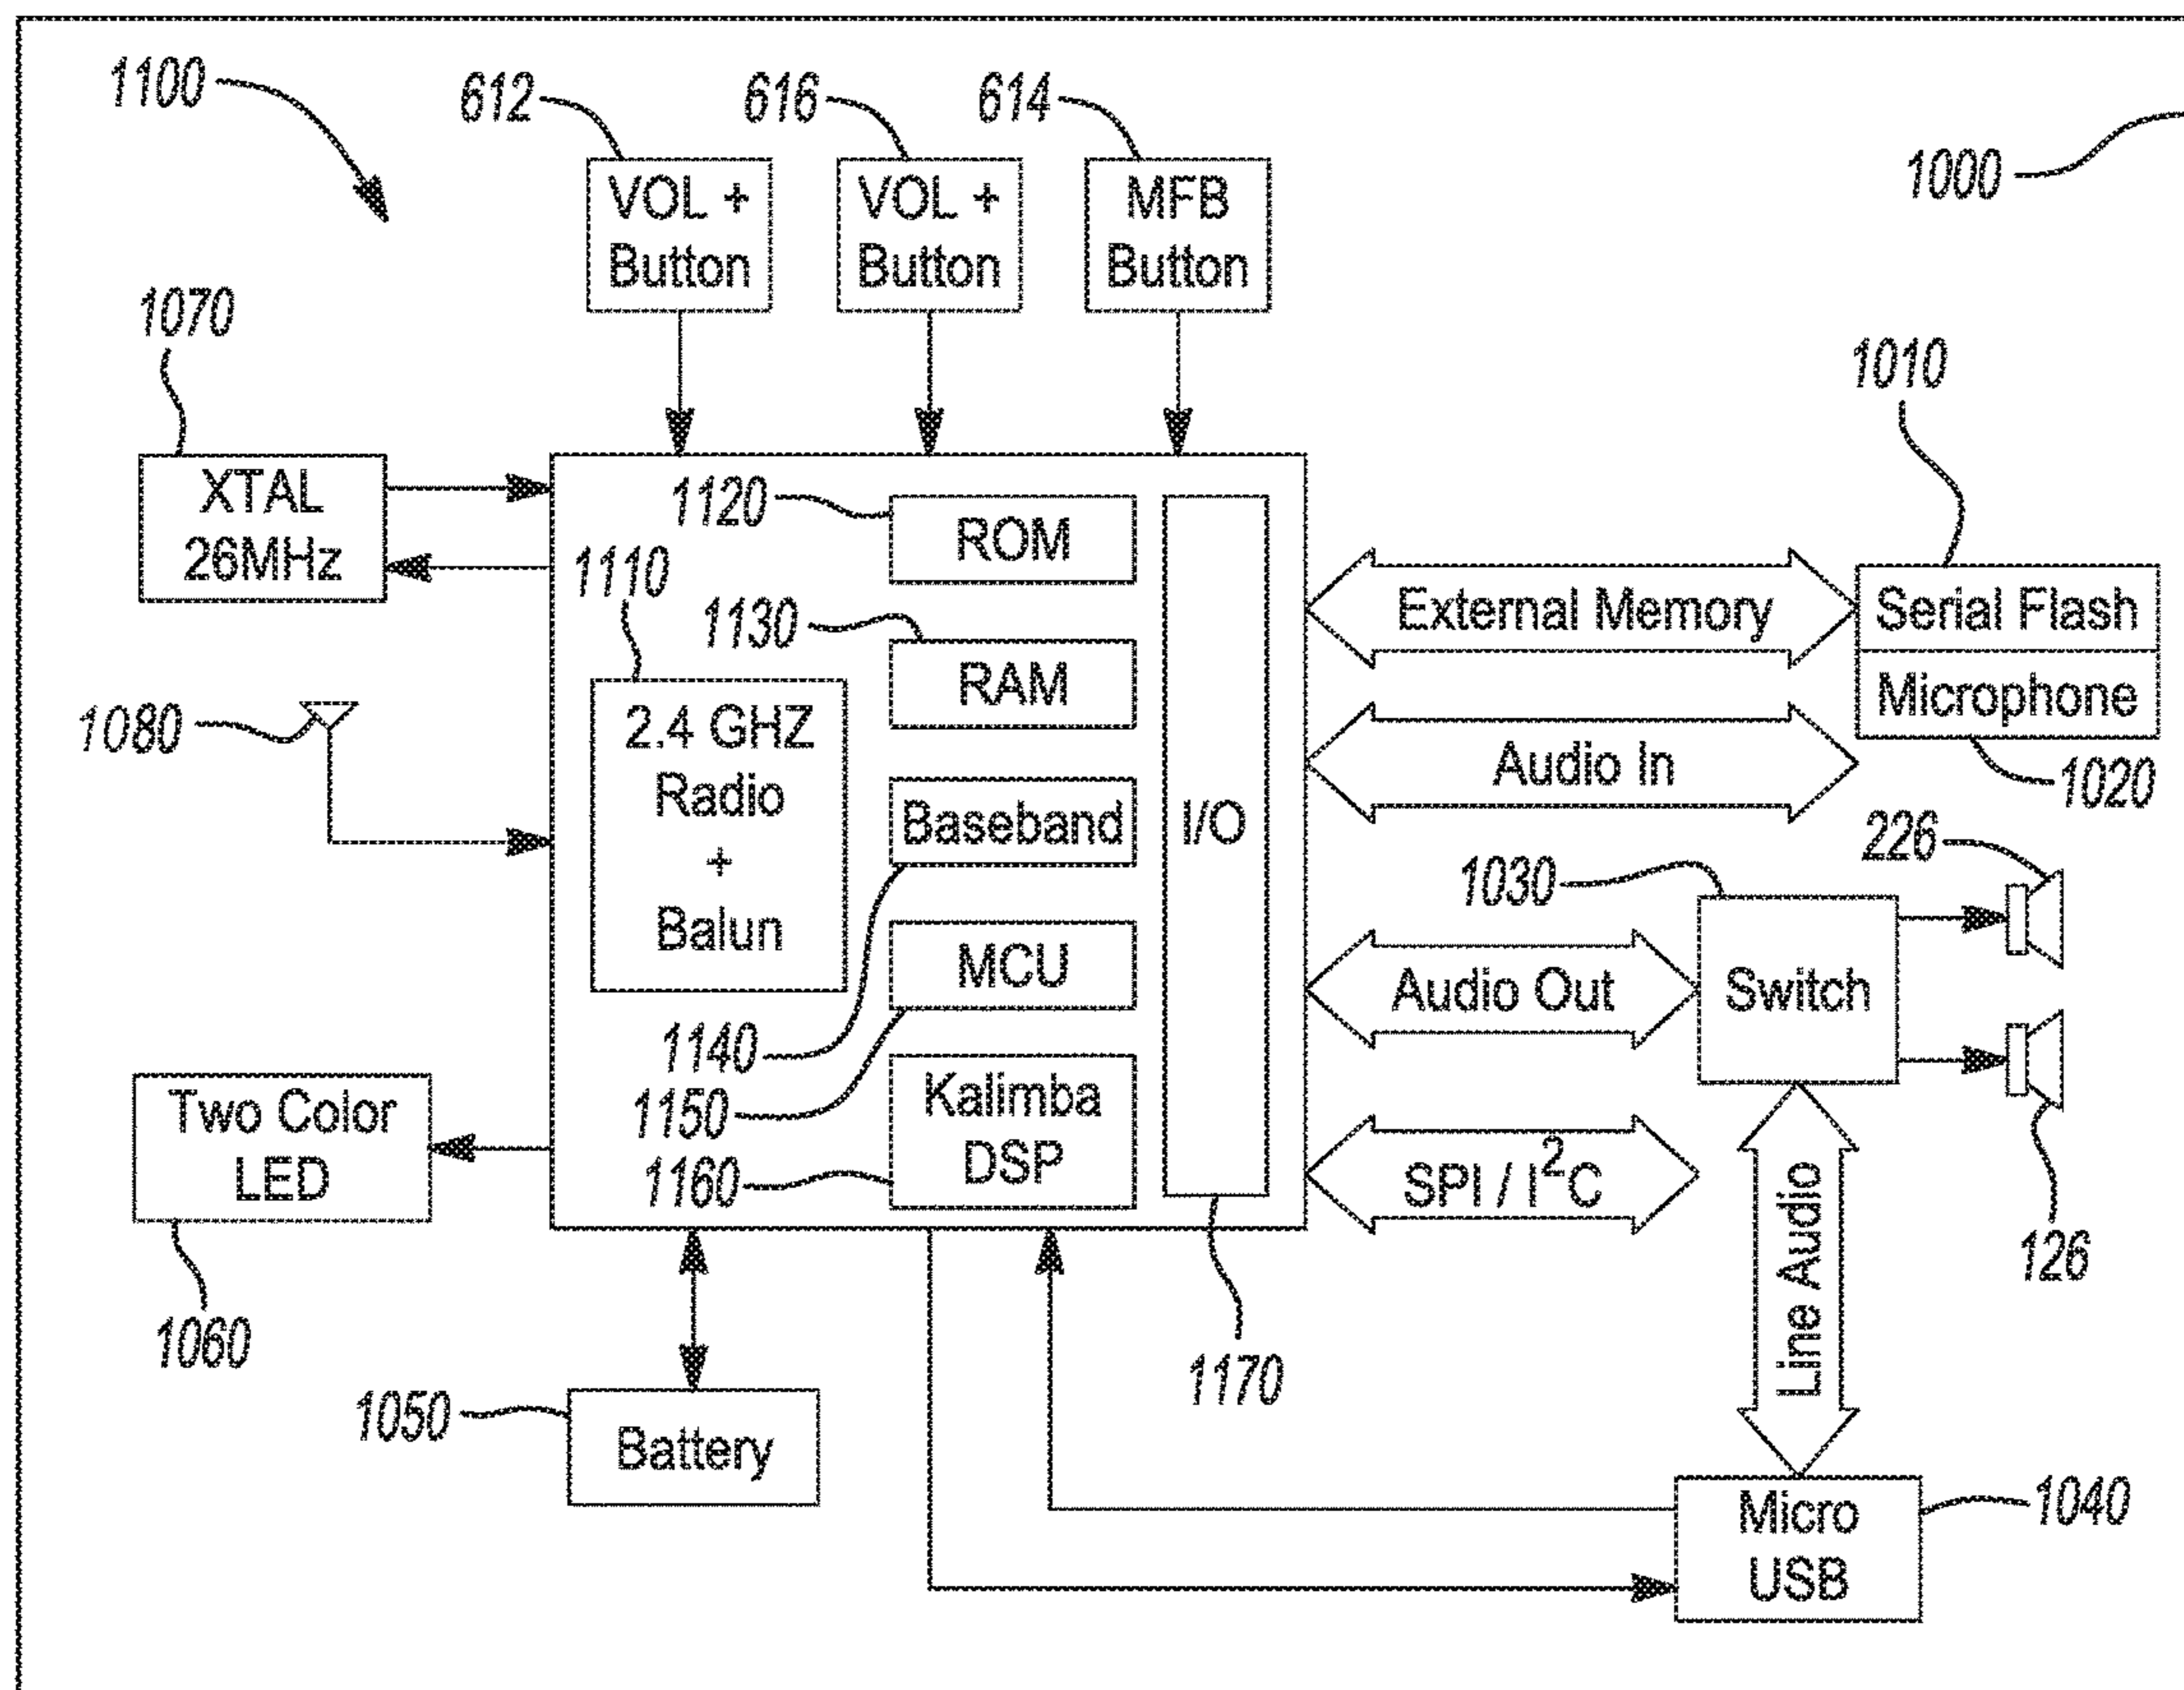 1100
612
616
614
1000
VOL +
Button
VOL +
Button
MFB
Button
1070
1010
XTAL
26MHz
1120
ROM
1110
External Memory
Serial Flash
1130
RAM
Microphone
1080
2.4 GHZ
Radio
+
Balun
Audio In
1020
Baseband
I/O
226
1030
MCU
Audio Out
Switch
1140
Two Color
LED
1150
Kalimba
DSP
1160
SPI / I²C
Line Audio
126
1060
1170
1050
Battery
Micro
USB
1040